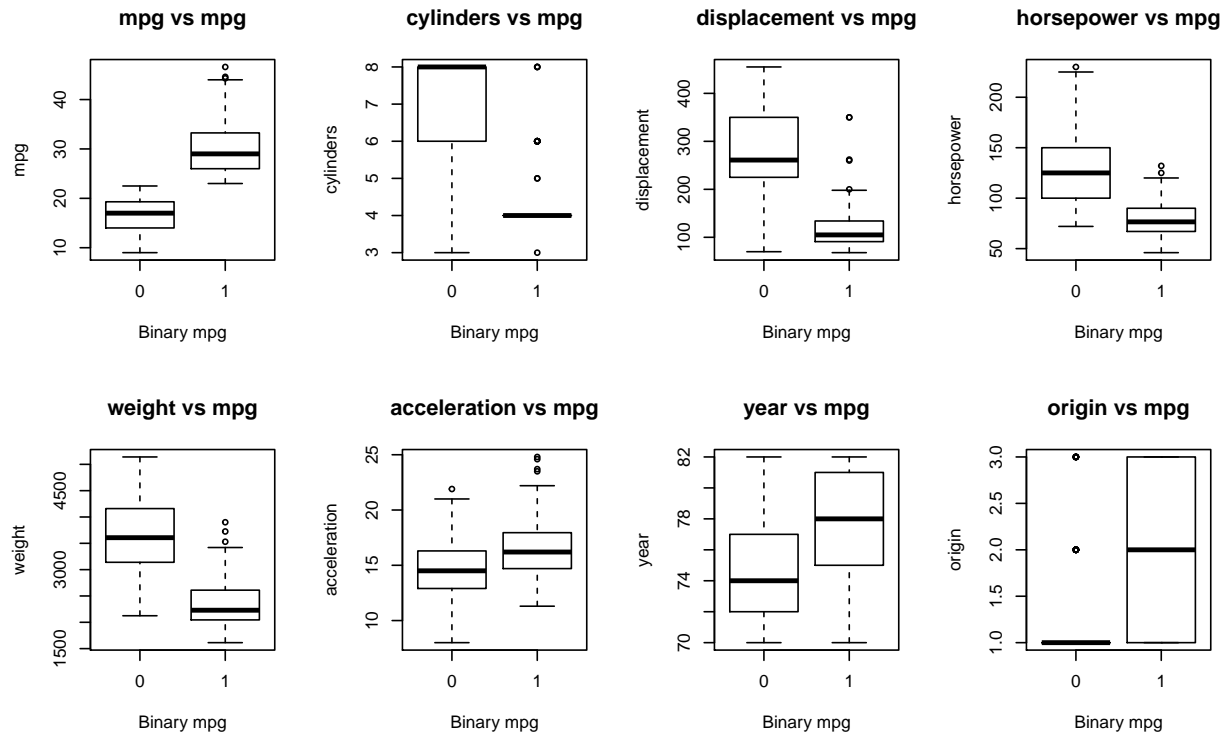 mpg vs mpg
mpg
10
20
30
40
0
1
Binary mpg
cylinders vs mpg
cylinders
3
4
5
6
7
8
0
1
Binary mpg
displacement vs mpg
displacement
100
200
300
400
0
1
Binary mpg
horsepower vs mpg
horsepower
50
100
150
200
0
1
Binary mpg
weight vs mpg
weight
1500
3000
4500
0
1
Binary mpg
acceleration vs mpg
acceleration
10
15
20
25
0
1
Binary mpg
year vs mpg
year
70
74
78
82
0
1
Binary mpg
origin vs mpg
origin
1.0
1.5
2.0
2.5
3.0
0
1
Binary mpg